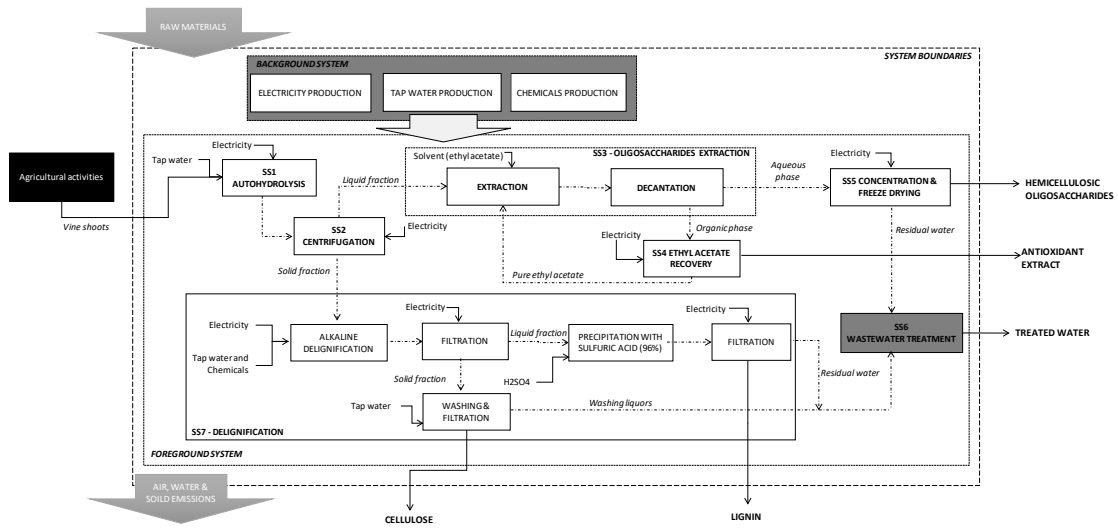 RAW MATERIALS
SYSTEM BOUNDARIES
BACKGROUND SYSTEM
ELECTRICITY PRODUCTION
TAP WATER PRODUCTION
CHEMICALS PRODUCTION
Electricity
Tap water
SS1
AUTOHYDROLYSIS
Agricultural activities
Vine shoots
Liquid fraction
Solvent (ethyl acetate)
SS3 - OLIGOSACCHARIDES EXTRACTION
EXTRACTION
DECANTATION
Aqueous
phase
Electricity
SS5 CONCENTRATION &
FREEZE DRYING
HEMICELLULOSIC
OLIGOSACCHARIDES
SS2
CENTRIFUGATION
Electricity
Organic phase
Electricity
SS4 ETHYL ACETATE
RECOVERY
Residual water
ANTIOXIDANT
EXTRACT
Pure ethyl acetate
Solid fraction
Electricity
Tap water and
Chemicals
ALKALINE
DELIGNIFICATION
Electricity
FILTRATION
Liquid fraction
PRECIPITATION WITH
SULFURIC ACID (96%)
H2SO4
Electricity
FILTRATION
SS6
WASTEWATER TREATMENT
TREATED WATER
Residual water
Solid fraction
Tap water
WASHING &
FILTRATION
Washing liquors
SS7 - DELIGNIFICATION
FOREGROUND SYSTEM
AIR, WATER &
SOILD EMISSIONS
CELLULOSE
LIGNIN